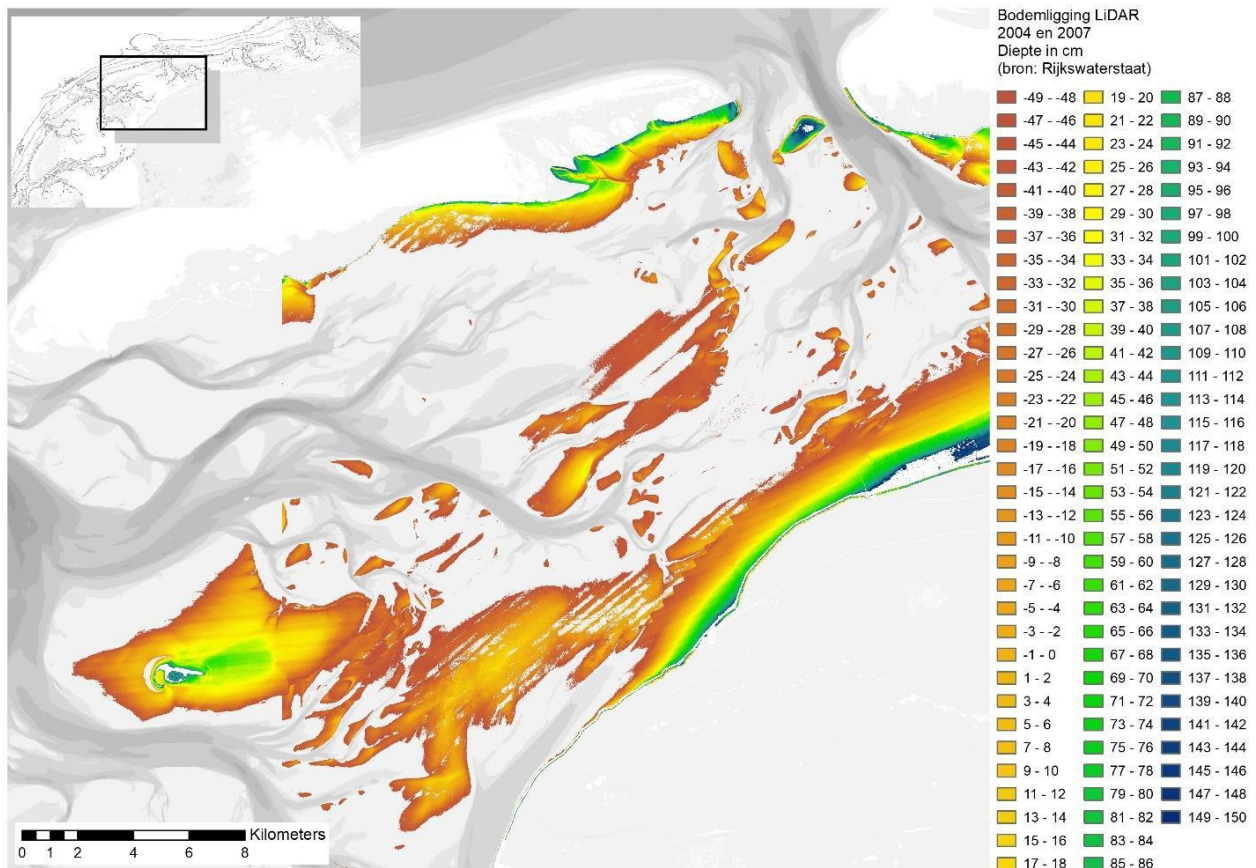 Bodemligging LiDAR
2004 en 2007
Diepte in cm
(bron: Rijkswaterstaat)
-49 - -48
-47 - -46
-45 - -44
-43 - -42
-41 - -40
-39 - -38
-37 - -36
-35 - -34
-33 - -32
-31 - -30
-29 - -28
-27 - -26
-25 - -24
-23 - -22
-21 - -20
-19 - -18
-17 - -16
-15 - -14
-13 - -12
-11 - -10
-9 - -8
-7 - -6
-5 - -4
-3 - -2
-1 - 0
1 - 2
3 - 4
5 - 6
7 - 8
9 - 10
11 - 12
13 - 14
15 - 16
17 - 18
19 - 20
21 - 22
23 - 24
25 - 26
27 - 28
29 - 30
31 - 32
33 - 34
35 - 36
37 - 38
39 - 40
41 - 42
43 - 44
45 - 46
47 - 48
49 - 50
51 - 52
53 - 54
55 - 56
57 - 58
59 - 60
61 - 62
63 - 64
65 - 66
67 - 68
69 - 70
71 - 72
73 - 74
75 - 76
77 - 78
79 - 80
81 - 82
83 - 84
85 - 86
87 - 88
89 - 90
91 - 92
93 - 94
95 - 96
97 - 98
99 - 100
101 - 102
103 - 104
105 - 106
107 - 108
109 - 110
111 - 112
113 - 114
115 - 116
117 - 118
119 - 120
121 - 122
123 - 124
125 - 126
127 - 128
129 - 130
131 - 132
133 - 134
135 - 136
137 - 138
139 - 140
141 - 142
143 - 144
145 - 146
147 - 148
149 - 150
Kilometers
0 1 2 4 6 8